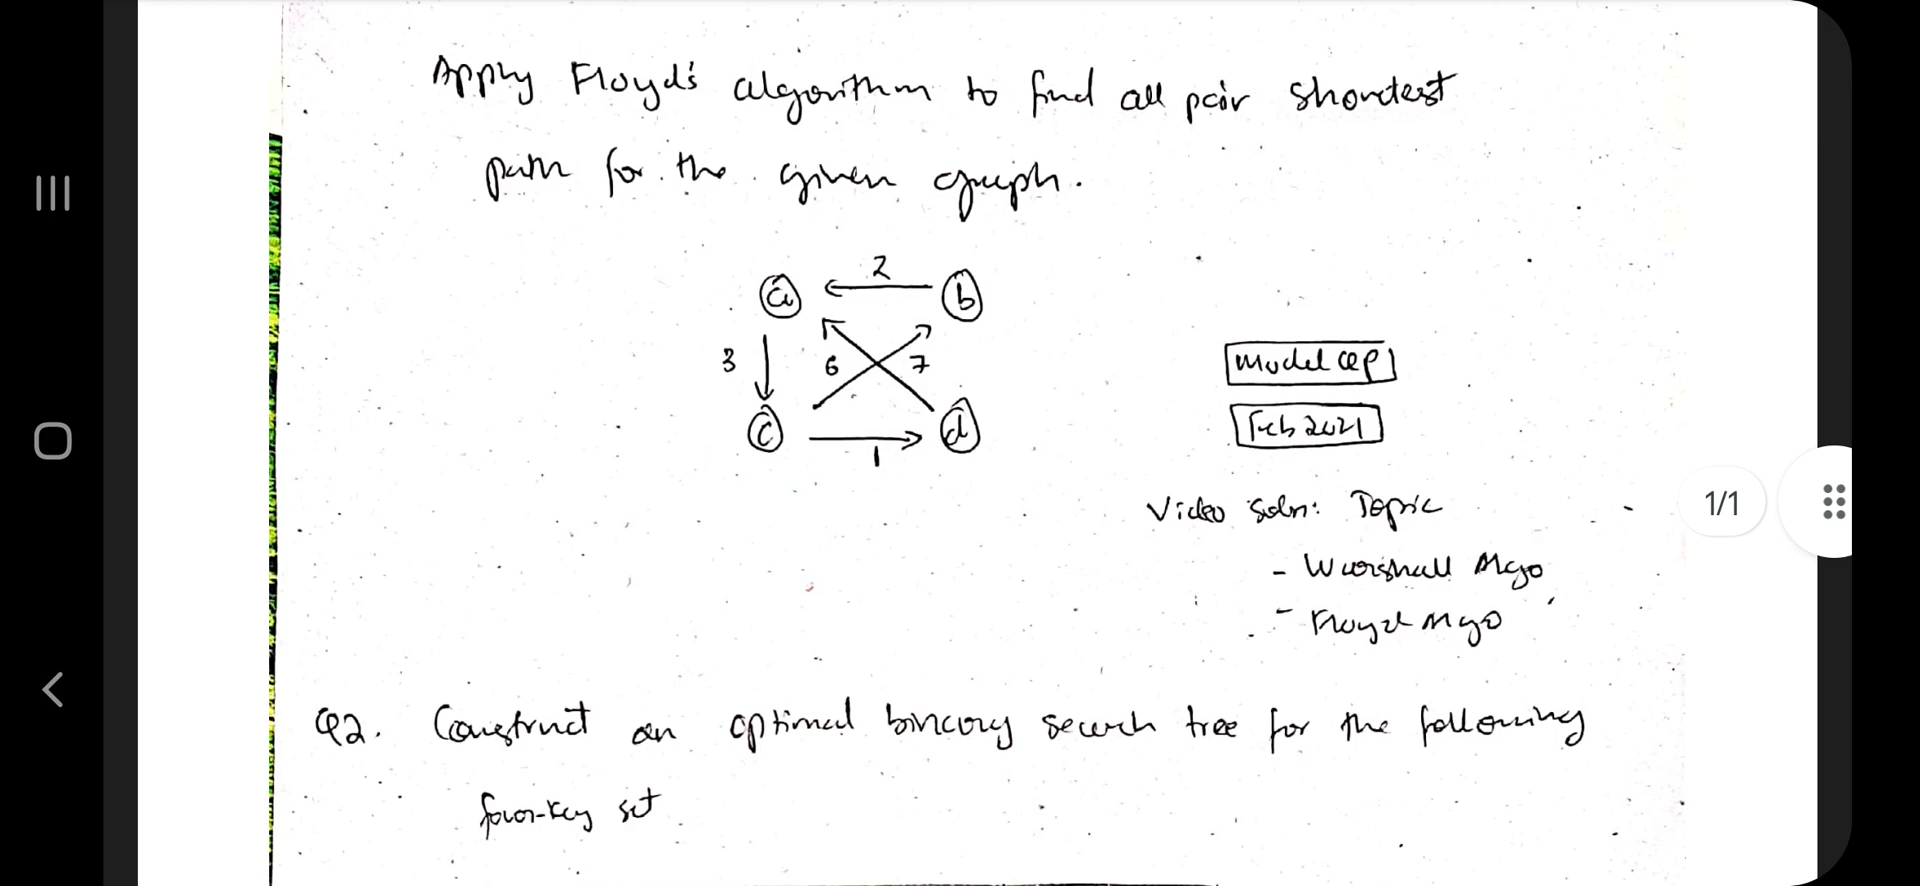 Apply Floyd's algorithm to find all pair shortest
path for the given graph.
2
a
b
3
6
7
c
d
1
Model QP
Feb 2021
Video Soln: Topic
- Warshall Algo
- Floyd Algo
1/1
Q2. Construct an optimal binary search tree for the following
four-key set